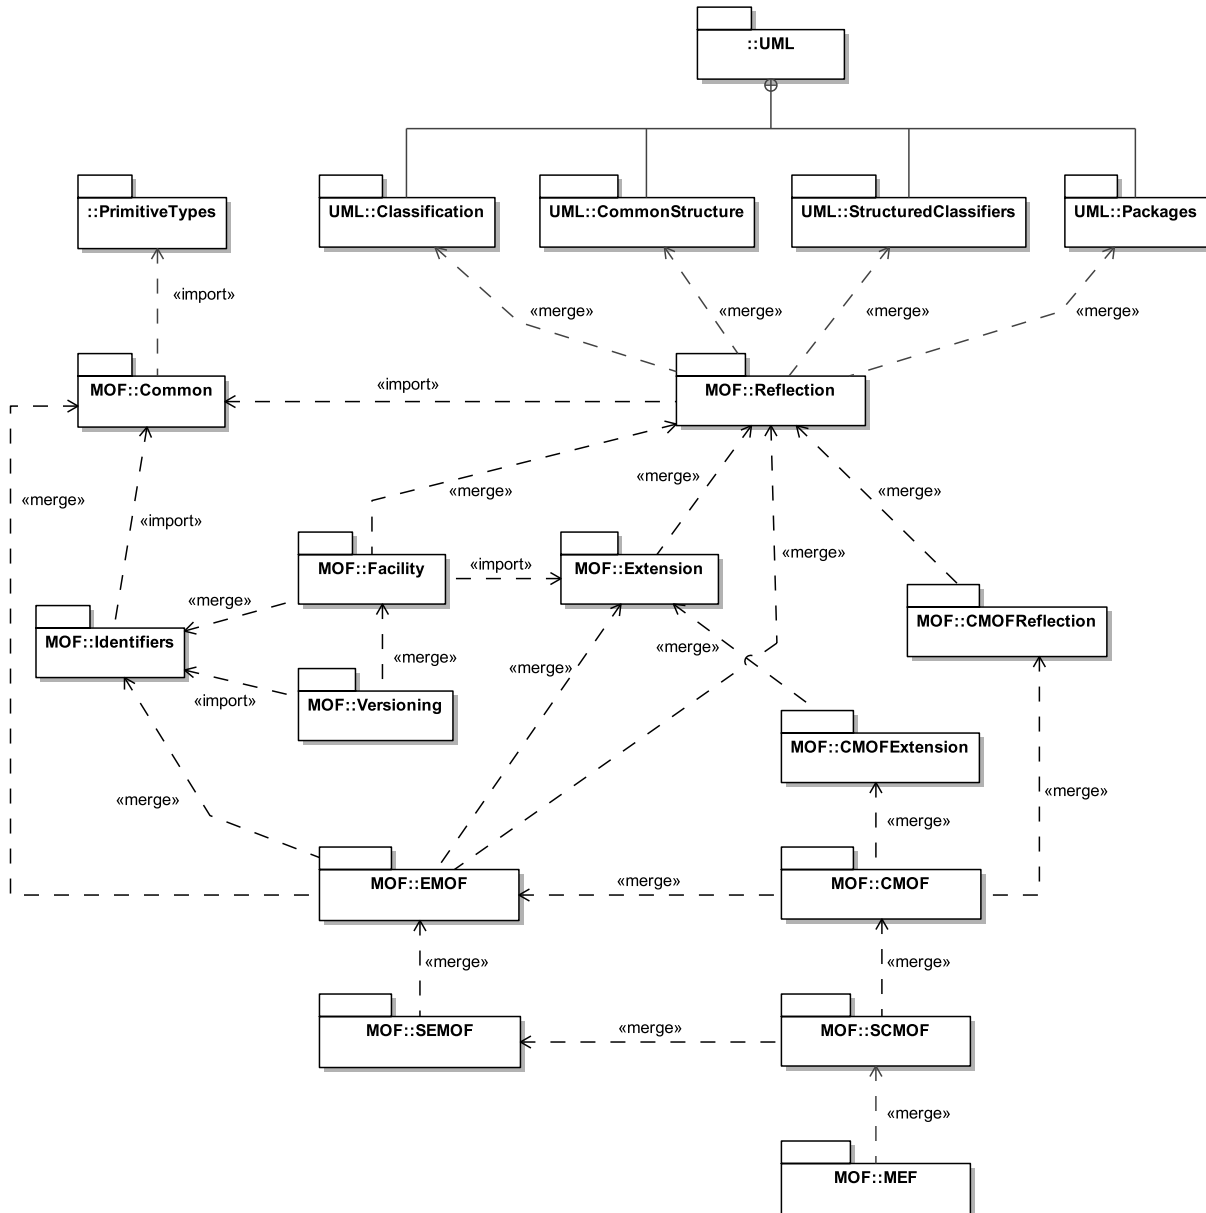 ::UML
::PrimitiveTypes
UML::Classification
UML::CommonStructure
UML::StructuredClassifiers
UML::Packages
«import»
«merge»
«merge»
«merge»
«merge»
MOF::Common
«import»
MOF::Reflection
«merge»
«import»
«merge»
«merge»
«merge»
«merge»
MOF::Facility
«import»
MOF::Extension
«merge»
MOF::Identifiers
MOF::CMOFReflection
«merge»
«merge»
«merge»
«import»
MOF::Versioning
MOF::CMOFExtension
«merge»
«merge»
«merge»
MOF::EMOF
«merge»
MOF::CMOF
«merge»
«merge»
MOF::SEMOF
«merge»
MOF::SCMOF
«merge»
MOF::MEF